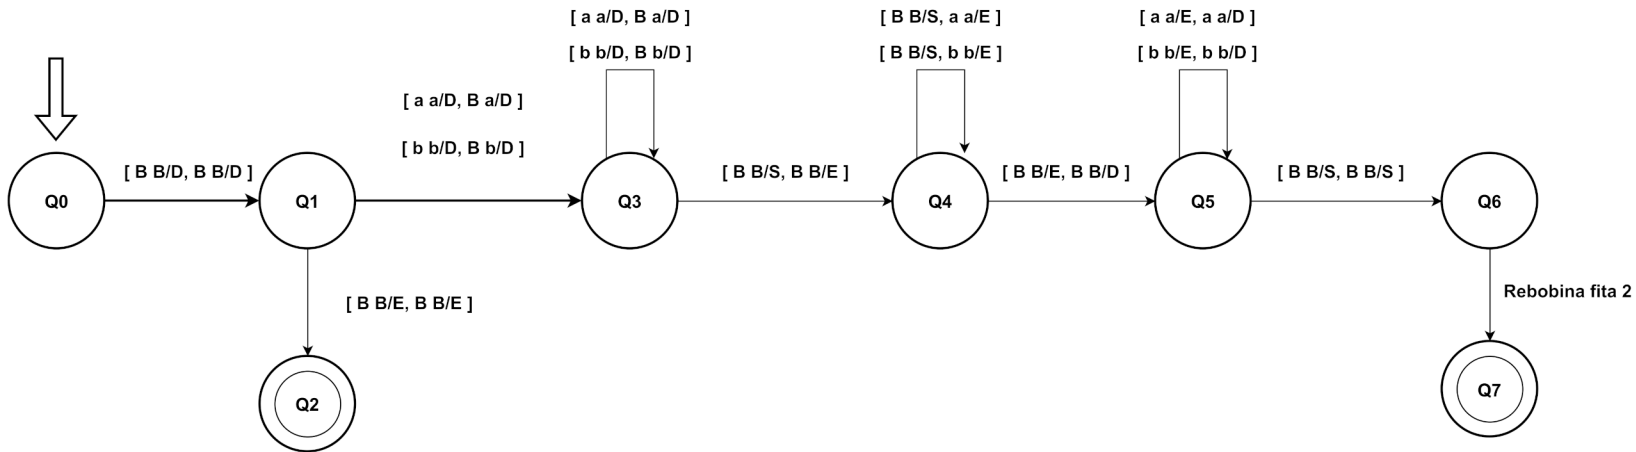 [ a a/D, B a/D ]
[ b b/D, B b/D ]
[ B B/S, a a/E ]
[ B B/S, b b/E ]
[ a a/E, a a/D ]
[ b b/E, b b/D ]
[ a a/D, B a/D ]
[ b b/D, B b/D ]
[ B B/D, B B/D ]
[ B B/S, B B/E ]
[ B B/E, B B/D ]
[ B B/S, B B/S ]
Q0
Q1
Q3
Q4
Q5
Q6
[ B B/E, B B/E ]
Rebobina fita 2
Q2
Q7